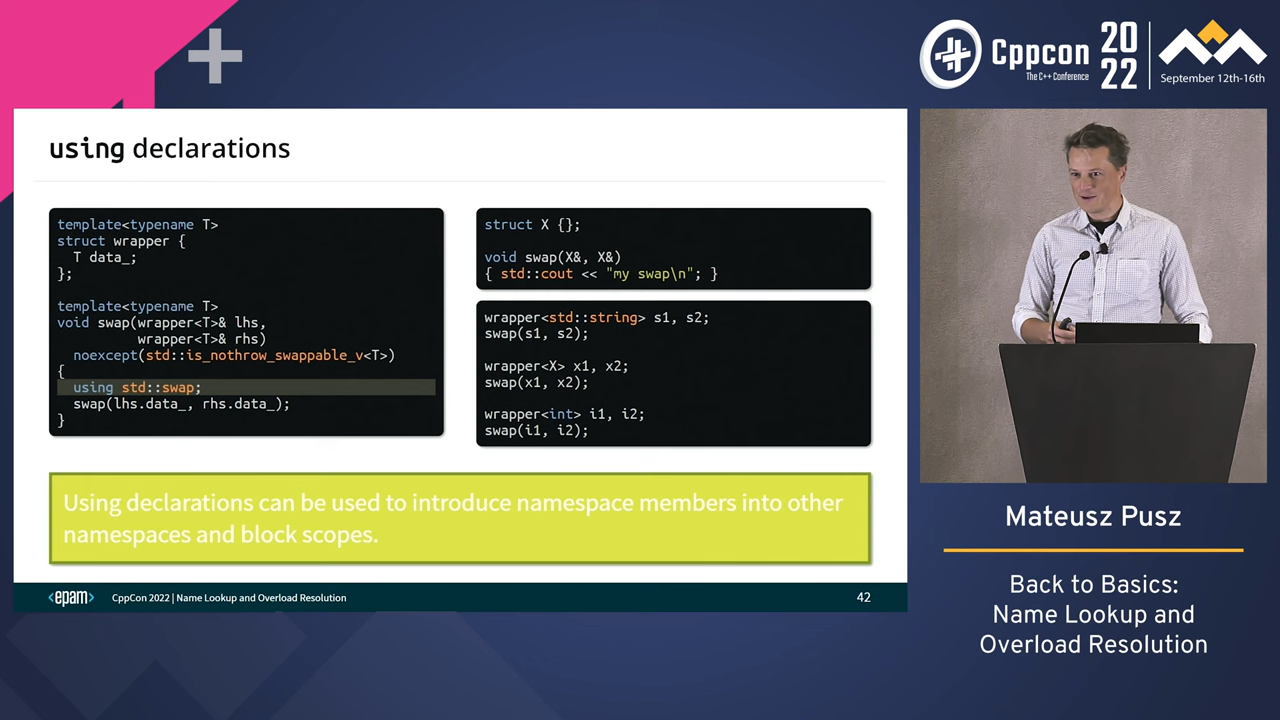 Cppcon
The C++ Conference
20
22
September 12th-16th
using declarations
template<typename T>
struct wrapper {
  T data_;
};
template<typename T>
void swap(wrapper<T>& lhs,
          wrapper<T>& rhs)
  noexcept(std::is_nothrow_swappable_v<T>)
{
  using std::swap;
  swap(lhs.data_, rhs.data_);
}
struct X {};
void swap(X&, X&)
{ std::cout << "my swap\n"; }
wrapper<std::string> s1, s2;
swap(s1, s2);
wrapper<X> x1, x2;
swap(x1, x2);
wrapper<int> i1, i2;
swap(i1, i2);
Using declarations can be used to introduce namespace members into other
namespaces and block scopes.
<epam>
CppCon 2022 | Name Lookup and Overload Resolution
42
Mateusz Pusz
Back to Basics:
Name Lookup and
Overload Resolution